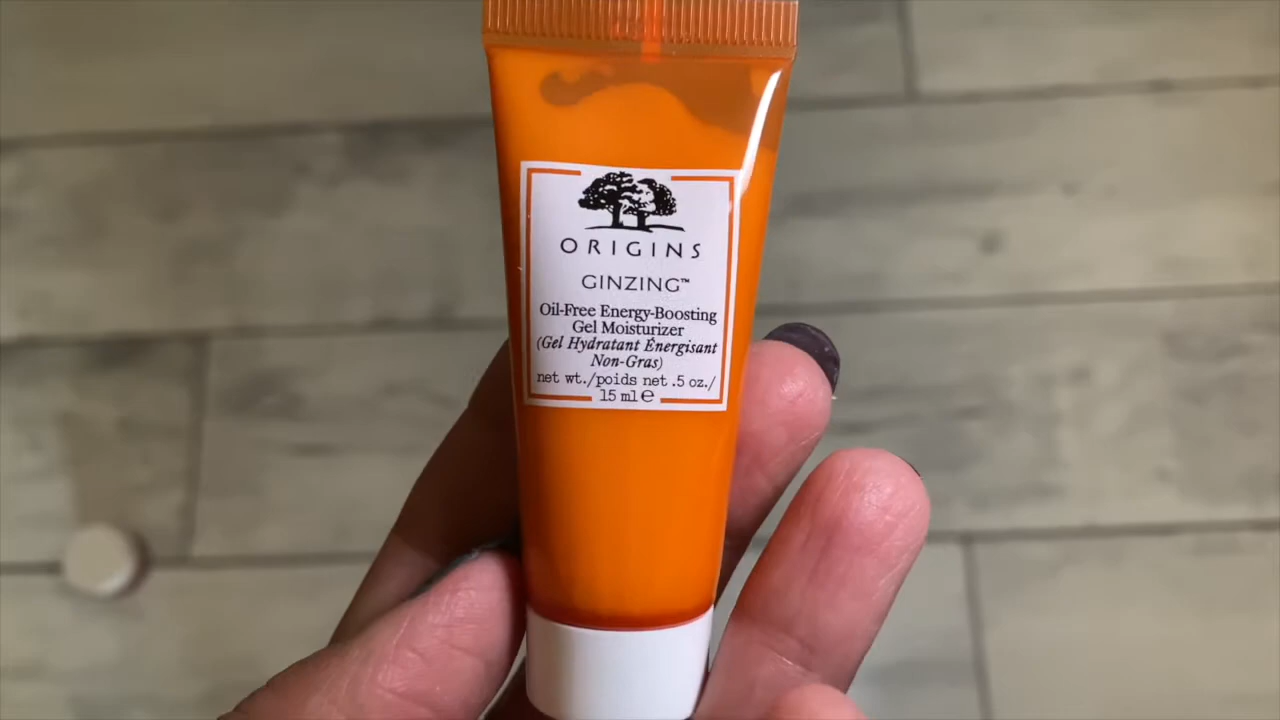 ORIGINS
GINZING™
Oil-Free Energy-Boosting
Gel Moisturizer
(Gel Hydratant Énergisant
Non-Gras)
net wt./poids net .5 oz./
15 ml ℮